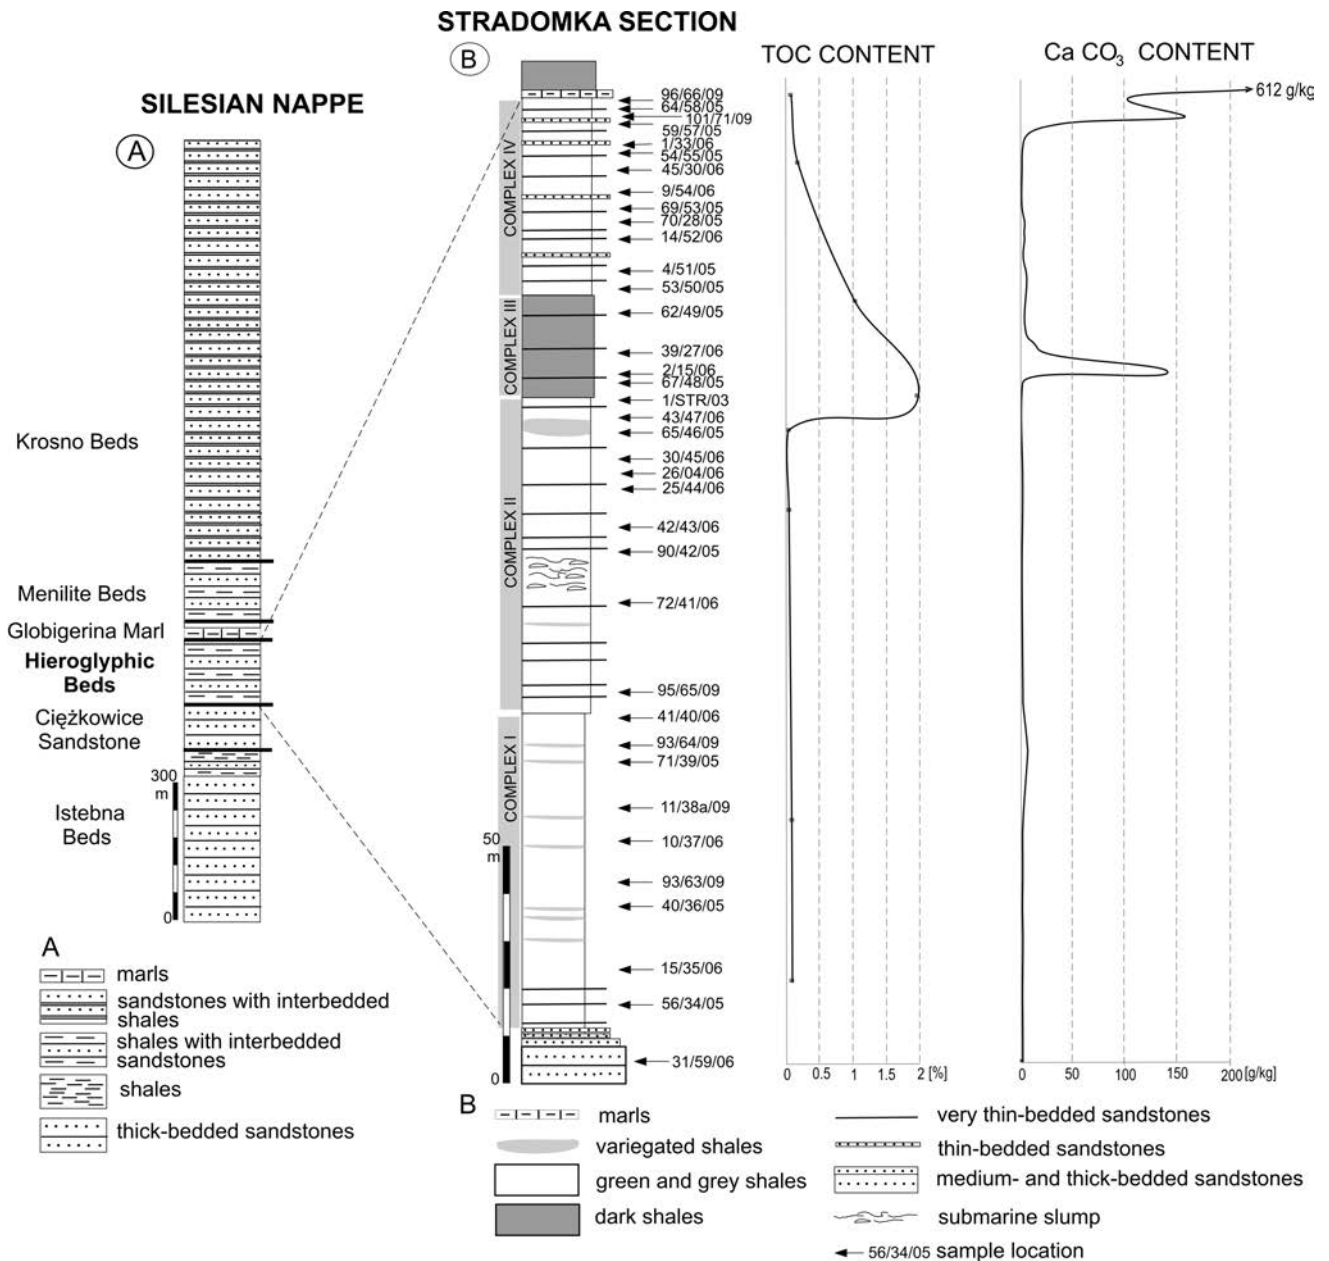 STRADOMKA SECTION
SILESIAN NAPPE
A
Krosno Beds
Menilite Beds
Globigerina Marl
Hieroglyphic
Beds
Ciężkowice
Sandstone
300
m
Istebna
Beds
0
A
marls
sandstones with interbedded
shales
shales with interbedded
sandstones
shales
thick-bedded sandstones
B
COMPLEX IV
COMPLEX III
COMPLEX II
COMPLEX I
50
m
0
96/66/09
64/58/05
101/71/09
59/57/05
1/33/06
54/55/05
45/30/06
9/54/06
69/53/05
70/28/05
14/52/06
4/51/05
53/50/05
62/49/05
39/27/06
2/15/06
67/48/05
1/STR/03
43/47/06
65/46/05
30/45/06
26/04/06
25/44/06
42/43/06
90/42/05
72/41/06
95/65/09
41/40/06
93/64/09
71/39/05
11/38a/09
10/37/06
93/63/09
40/36/05
15/35/06
56/34/05
31/59/06
TOC CONTENT
0 0.5 1 1.5 2 [%]
Ca CO₃ CONTENT
612 g/kg
0 50 100 150 200 [g/kg]
B
marls
variegated shales
green and grey shales
dark shales
very thin-bedded sandstones
thin-bedded sandstones
medium- and thick-bedded sandstones
submarine slump
56/34/05 sample location